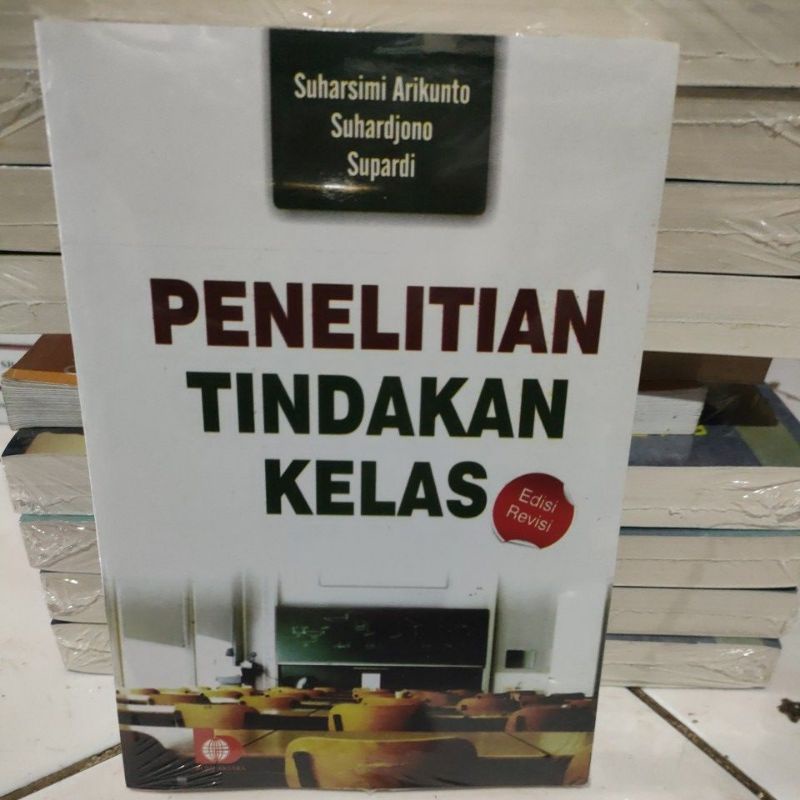 Suharsimi Arikunto
Suhardjono
Supardi
PENELITIAN
TINDAKAN
KELAS
Edisi
Revisi